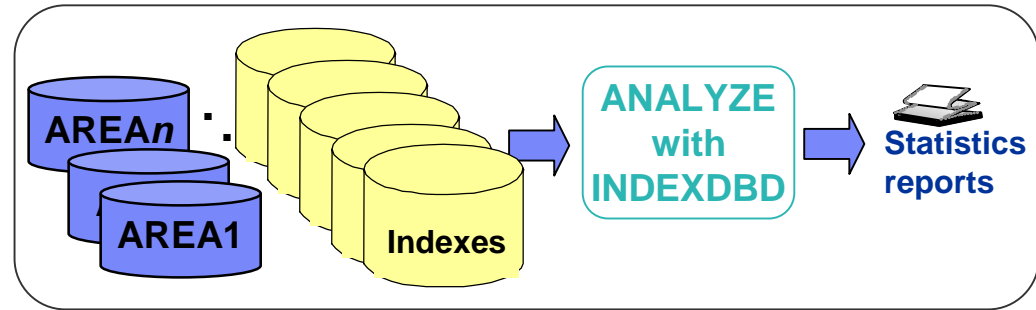 AREAn
AREA1
Indexes
ANALYZE
with
INDEXDBD
Statistics
reports